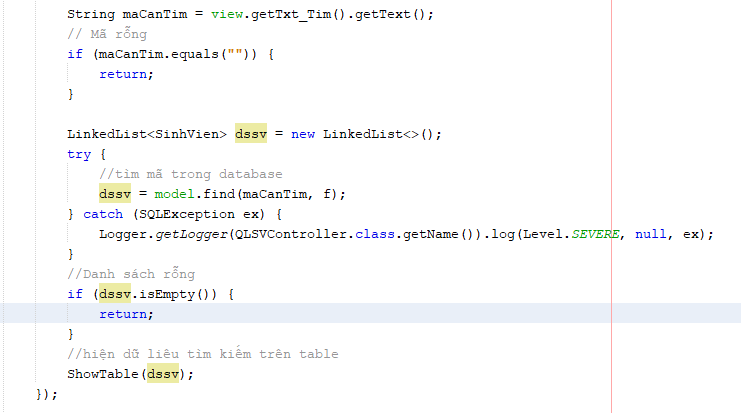 String maCanTim = view.getTxt_Tim().getText();
// Mã rỗng
if (maCanTim.equals("")) {
return;
}
LinkedList<SinhVien> dssv = new LinkedList<>();
try {
//tìm mã trong database
dssv = model.find(maCanTim, f);
} catch (SQLException ex) {
Logger.getLogger(QLSVController.class.getName()).log(Level.SEVERE, null, ex);
}
//Danh sách rỗng
if (dssv.isEmpty()) {
return;
}
//hiện dữ liêu tìm kiếm trên table
ShowTable(dssv);
});